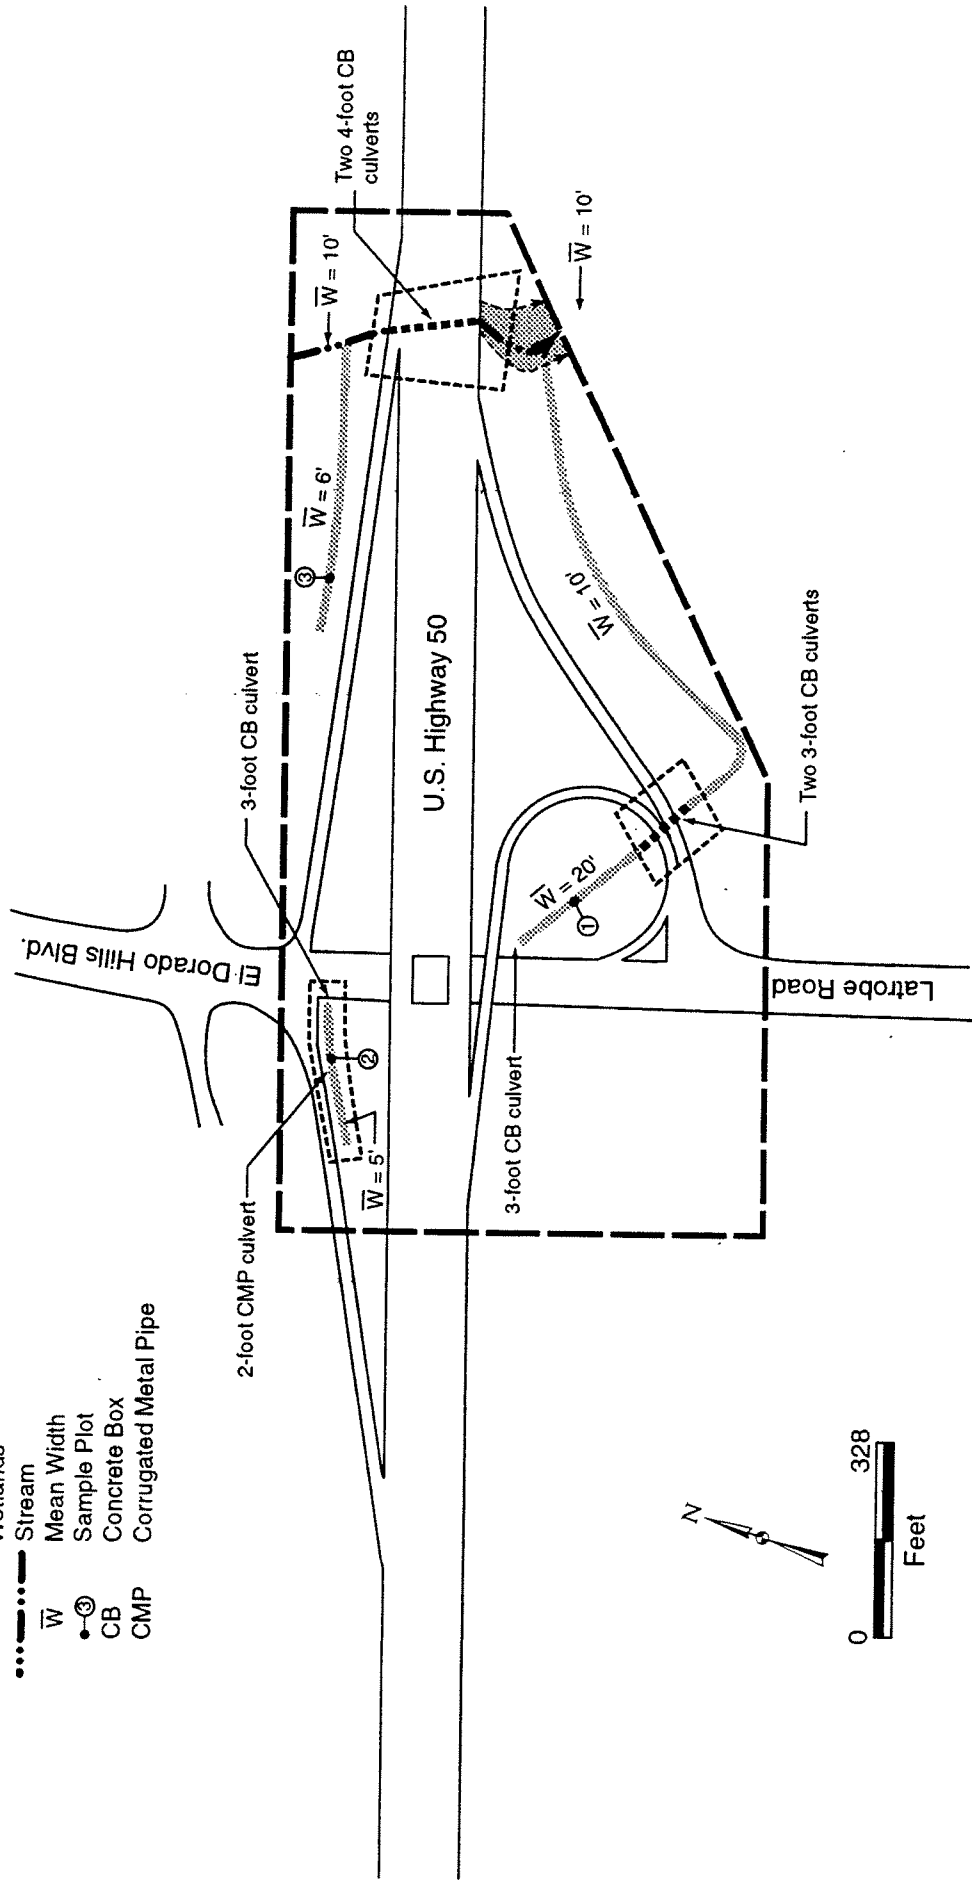 Stream
W̅ Mean Width
③ Sample Plot
CB Concrete Box
CMP Corrugated Metal Pipe
El Dorado Hills Blvd.
2-foot CMP culvert
3-foot CB culvert
W̅ = 5'
②
③
W̅ = 6'
W̅ = 10'
Two 4-foot CB
culverts
U.S. Highway 50
W̅ = 10'
W̅ = 10'
W̅ = 20'
①
3-foot CB culvert
Two 3-foot CB culverts
Latrobe Road
N
0 328
Feet